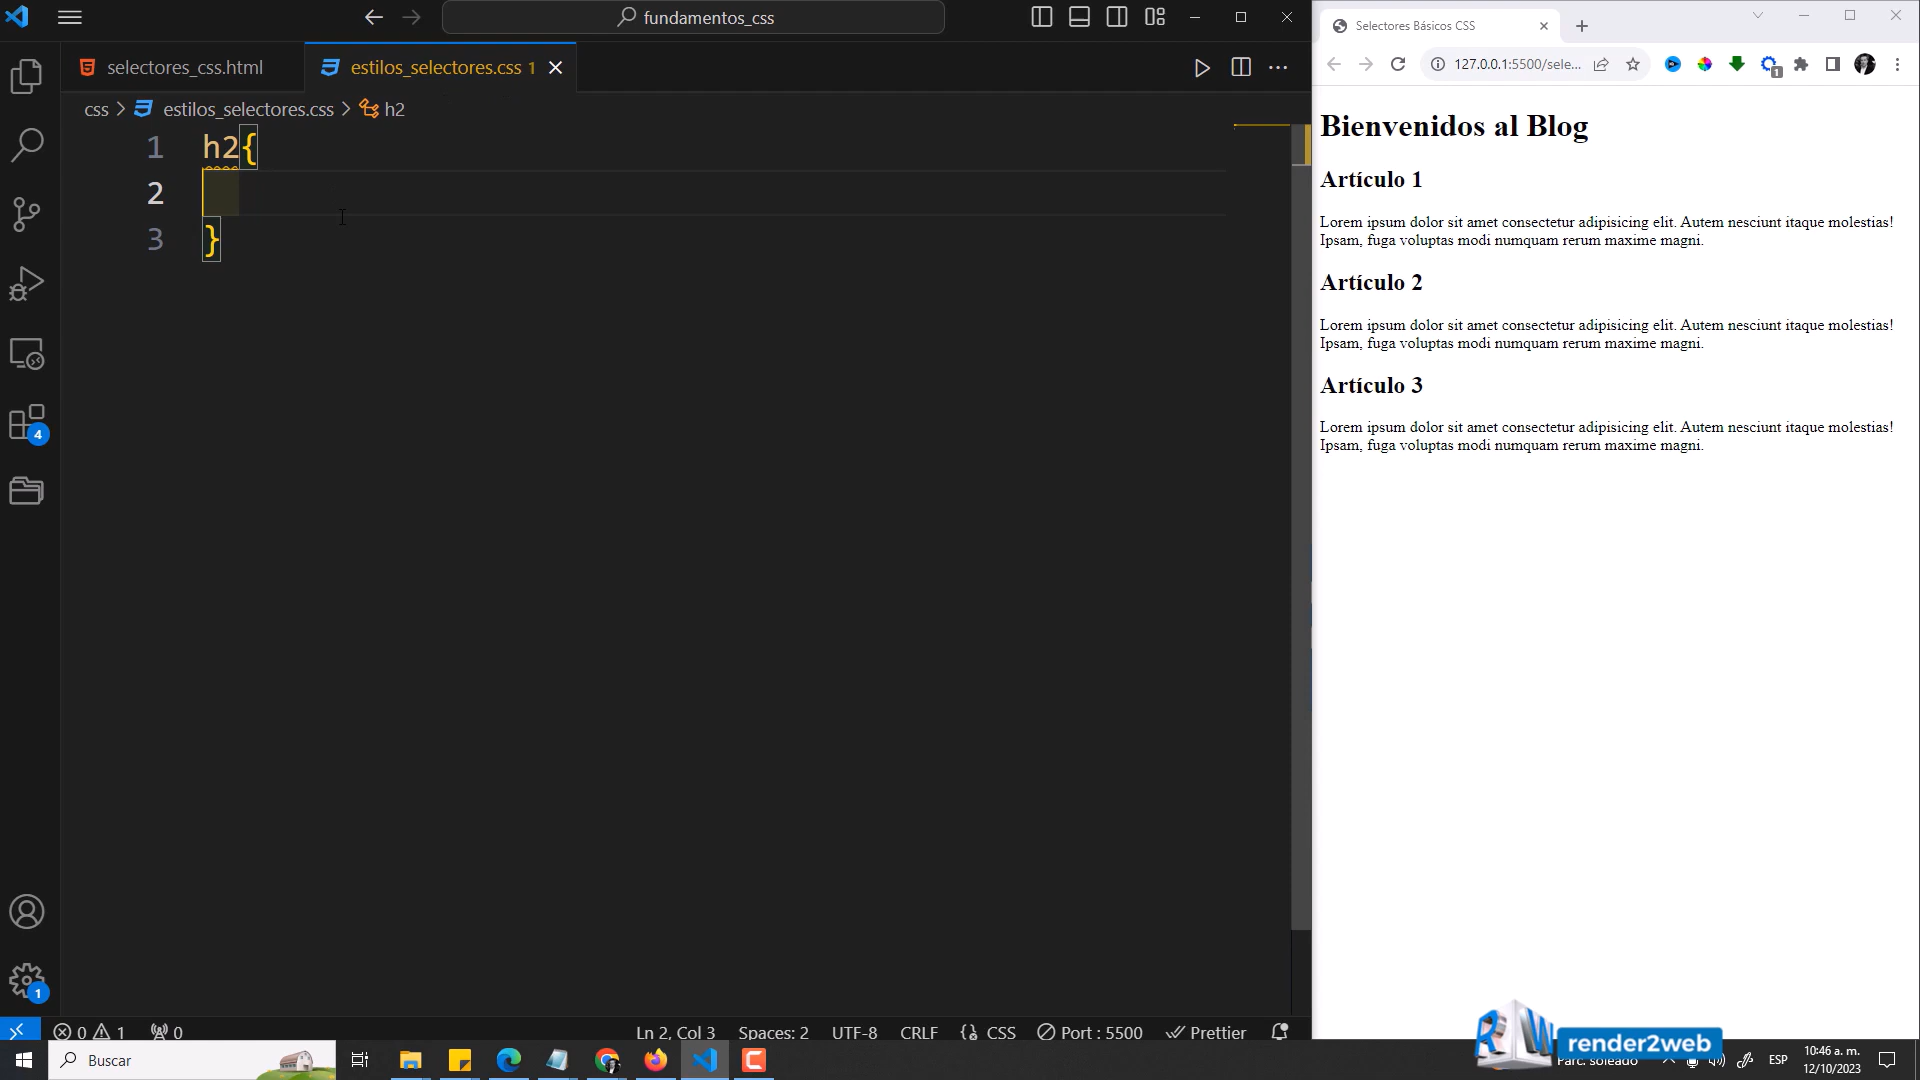 fundamentos_css
selectores_css.html
estilos_selectores.css 1
css > estilos_selectores.css > h2
1 h2{
2
3 }
4
1
0 1 0
Ln 2, Col 3 Spaces: 2 UTF-8 CRLF CSS Port : 5500 Prettier
Selectores Básicos CSS
127.0.0.1:5500/sele...
1
Bienvenidos al Blog
Artículo 1
Lorem ipsum dolor sit amet consectetur adipisicing elit. Autem nesciunt itaque molestias!
Ipsam, fuga voluptas modi numquam rerum maxime magni.
Artículo 2
Lorem ipsum dolor sit amet consectetur adipisicing elit. Autem nesciunt itaque molestias!
Ipsam, fuga voluptas modi numquam rerum maxime magni.
Artículo 3
Lorem ipsum dolor sit amet consectetur adipisicing elit. Autem nesciunt itaque molestias!
Ipsam, fuga voluptas modi numquam rerum maxime magni.
R W render2web
Buscar
Parc. soleado
ESP
10:46 a. m.
12/10/2023